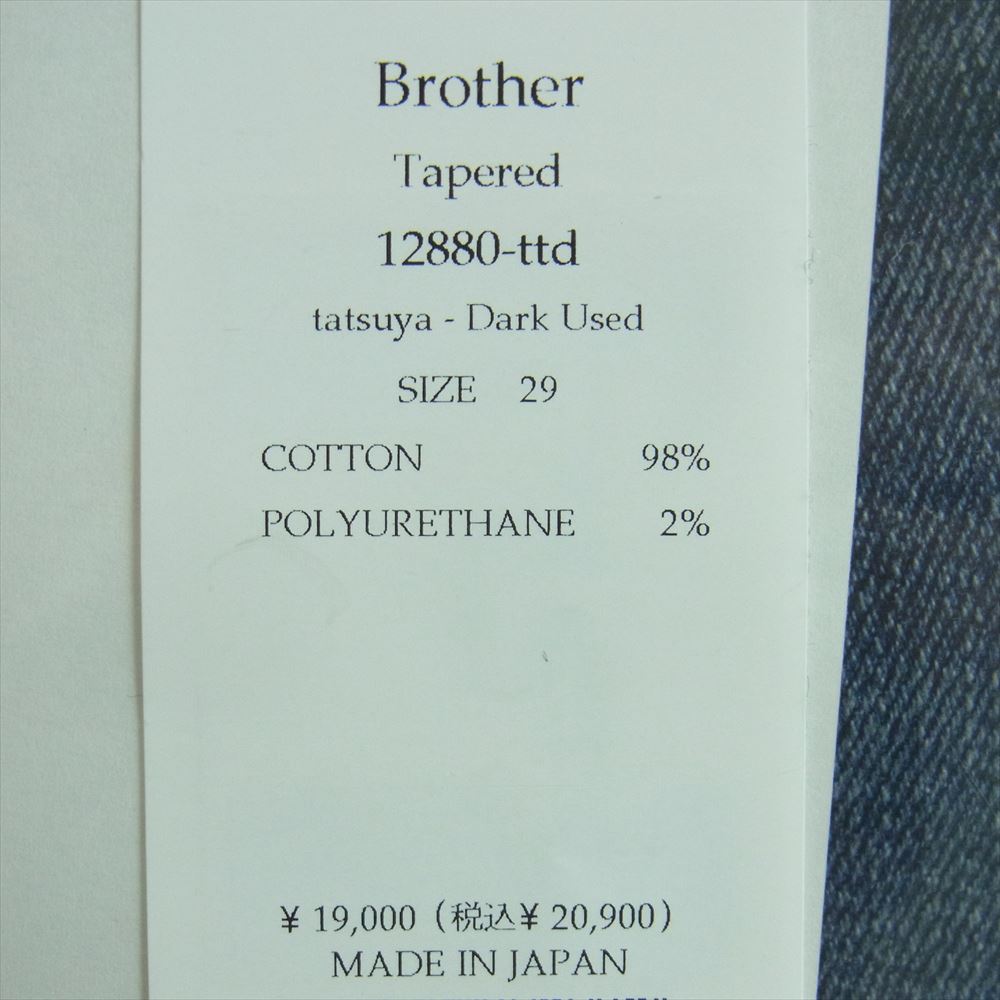 Brother
Tapered
12880-ttd
tatsuya - Dark Used
SIZE 29
COTTON 98%
POLYURETHANE 2%
¥ 19,000 (税込¥ 20,900)
MADE IN JAPAN